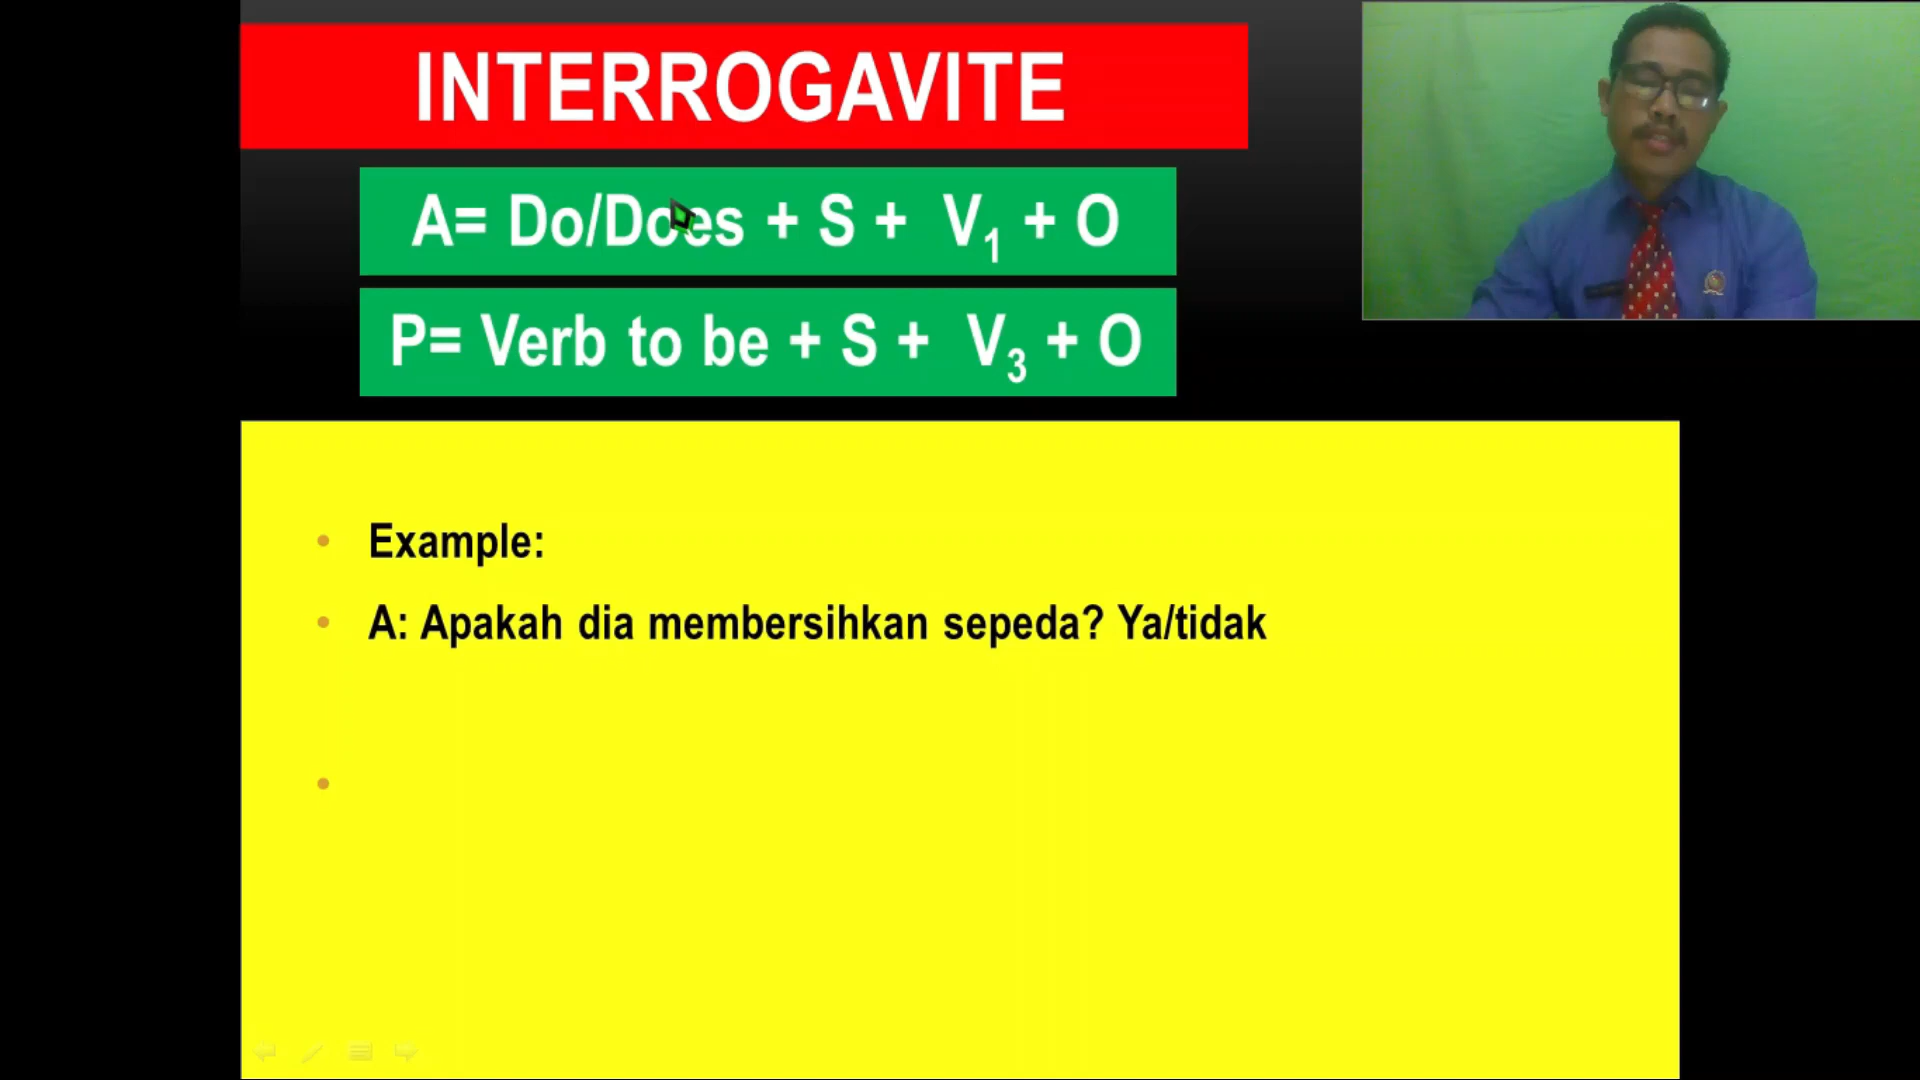 INTERROGAVITE
A= Do/Does + S + V₁ + O
P= Verb to be + S + V₃ + O
• Example:
• A: Apakah dia membersihkan sepeda? Ya/tidak
•